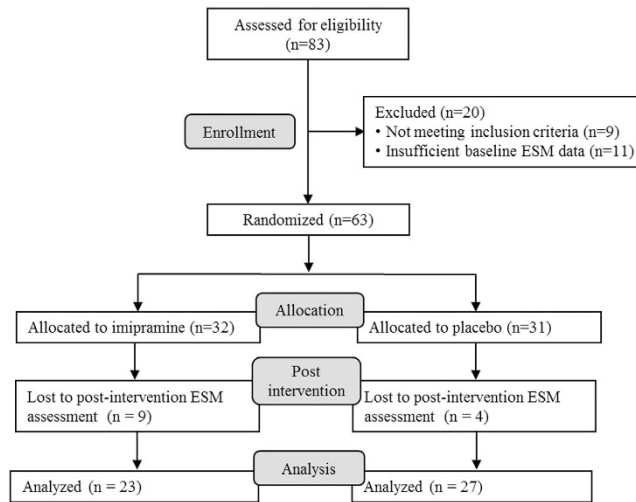 Assessed for eligibility
(n=83)
Excluded (n=20)
• Not meeting inclusion criteria (n=9)
• Insufficient baseline ESM data (n=11)
Enrollment
Randomized (n=63)
Allocation
Allocated to imipramine (n=32)
Allocated to placebo (n=31)
Post
intervention
Lost to post-intervention ESM
assessment (n = 9)
Lost to post-intervention ESM
assessment (n = 4)
Analysis
Analyzed (n = 23)
Analyzed (n = 27)